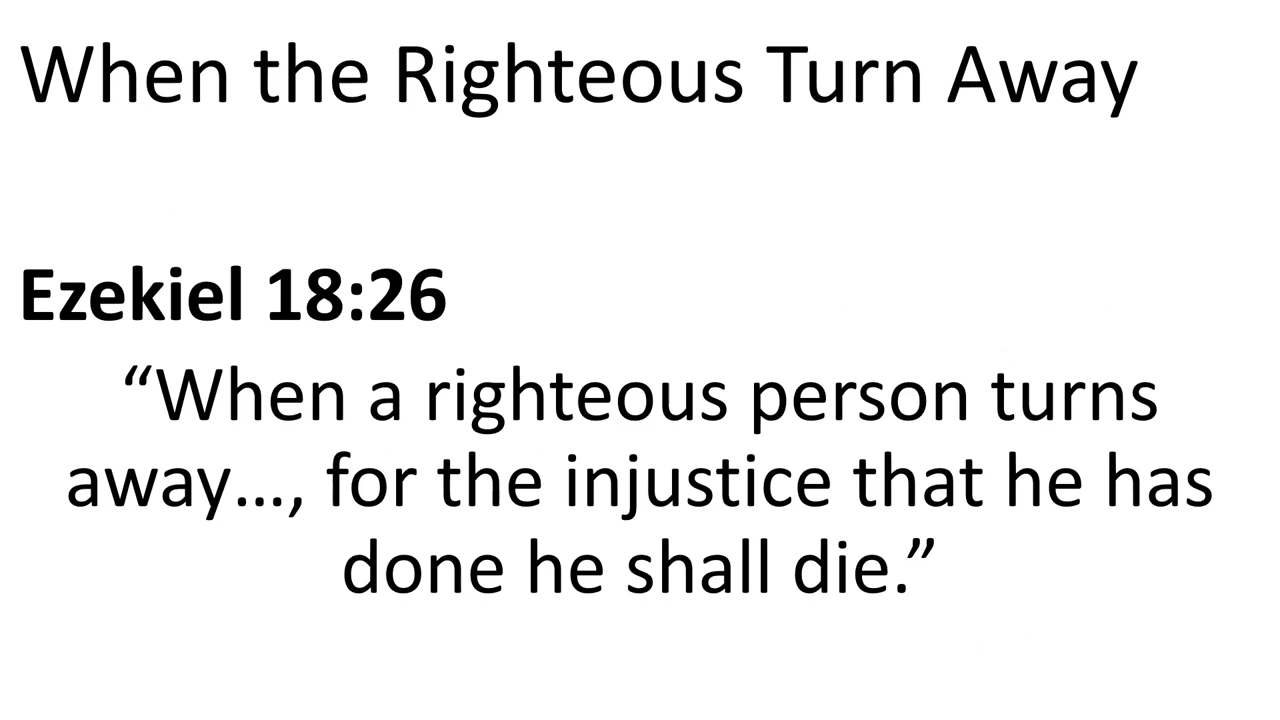 When the Righteous Turn Away
Ezekiel 18:26
“When a righteous person turns
away…, for the injustice that he has
done he shall die.”